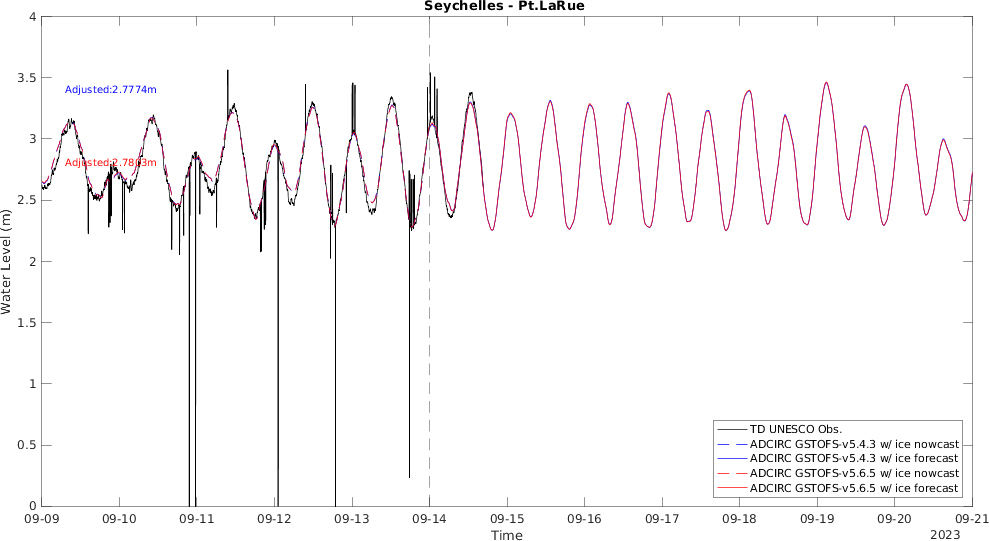 Seychelles - Pt.LaRue
Water Level (m)
4
3.5
3
2.5
2
1.5
1
0.5
0
Adjusted:2.7774m
TD UNESCO Obs.
ADCIRC GSTOFS-v5.4.3 w/ ice nowcast
ADCIRC GSTOFS-v5.4.3 w/ ice forecast
ADCIRC GSTOFS-v5.6.5 w/ ice nowcast
ADCIRC GSTOFS-v5.6.5 w/ ice forecast
09-09
09-10
09-11
09-12
09-13
09-14
09-15
09-16
09-17
09-18
09-19
09-20
09-21
Time
2023